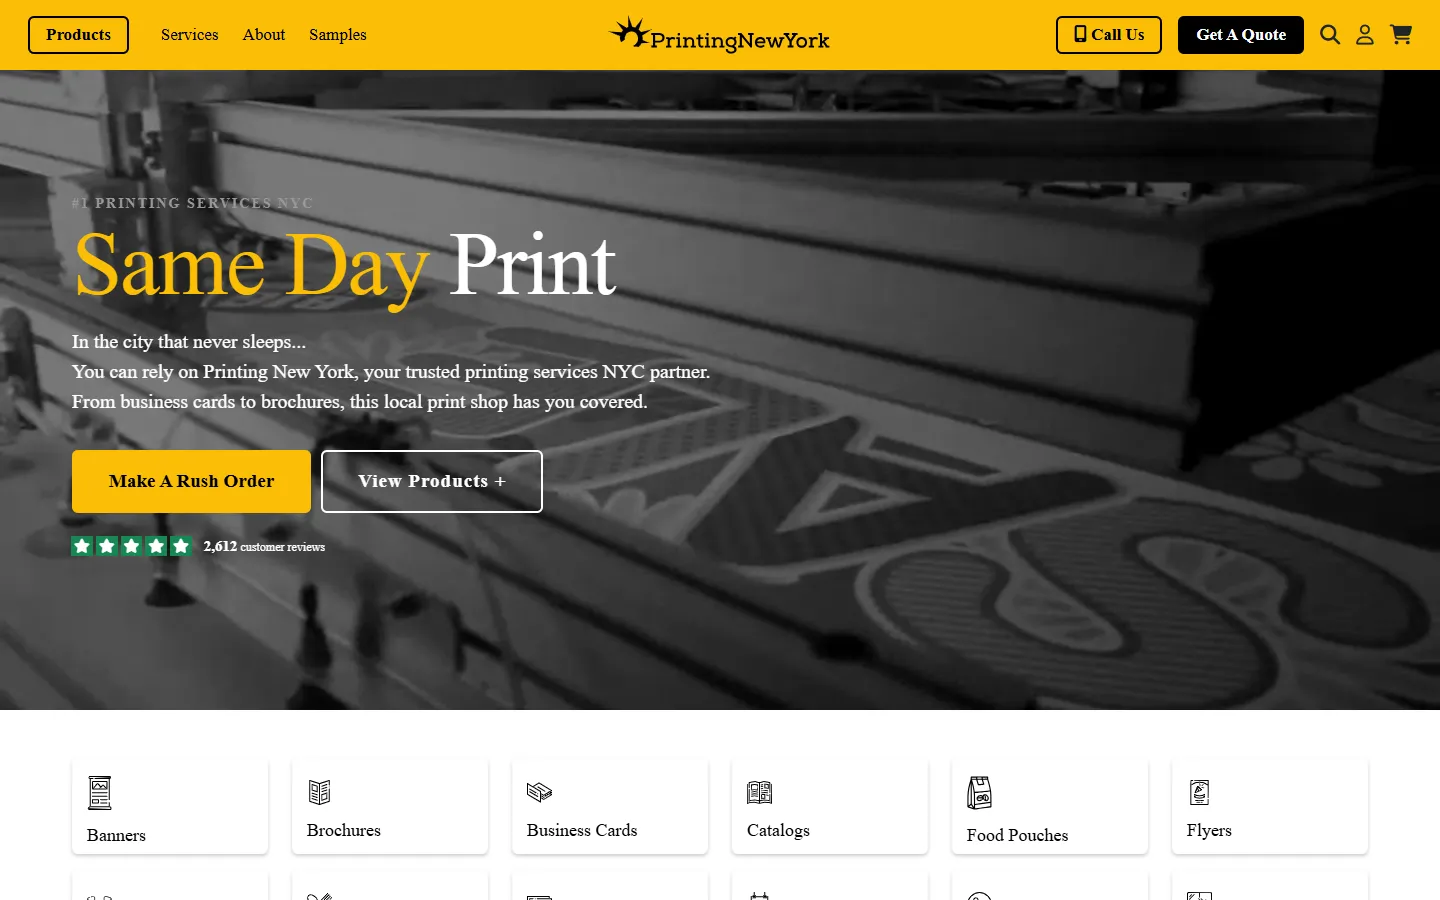 Products
Services
About
Samples
PrintingNewYork
Call Us
Get A Quote
#1 PRINTING SERVICES NYC
Same Day Print
In the city that never sleeps...
You can rely on Printing New York, your trusted printing services NYC partner.
From business cards to brochures, this local print shop has you covered.
Make A Rush Order
View Products +
2,612 customer reviews
Banners
Brochures
Business Cards
Catalogs
Food Pouches
Flyers